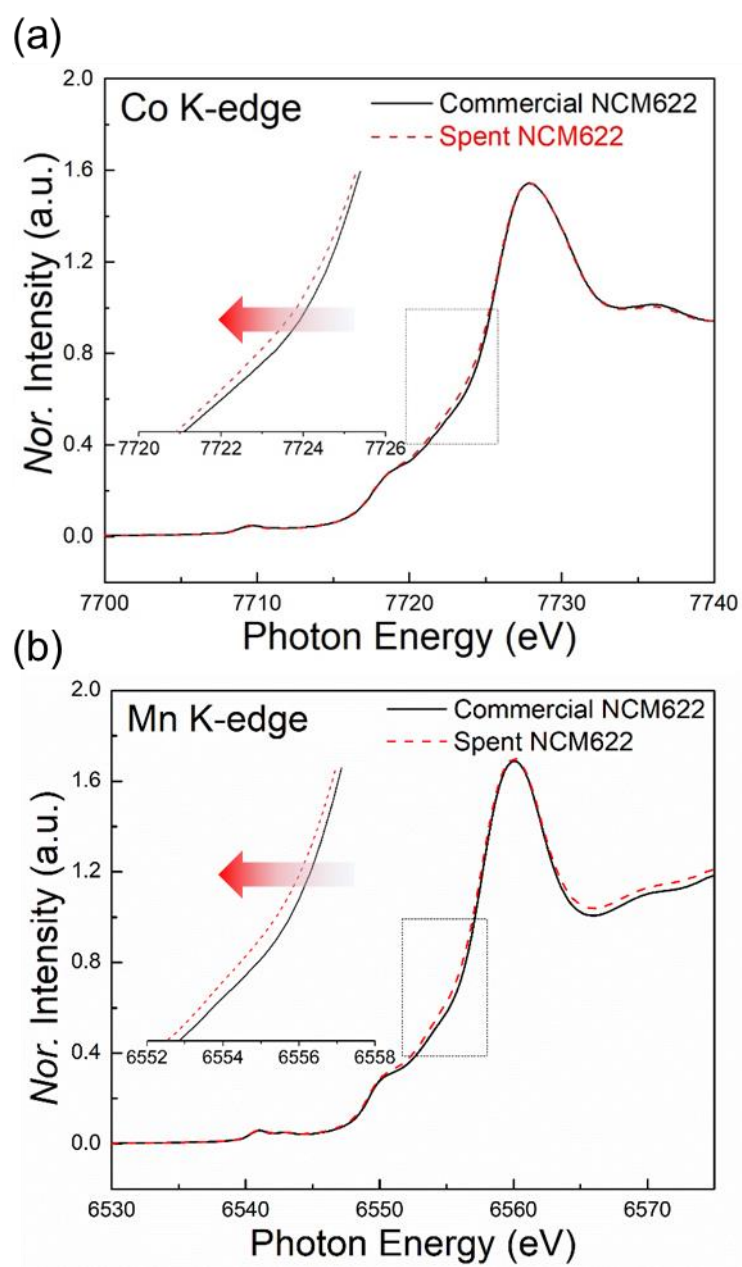 (a)
Co K-edge
Commercial NCM622
Spent NCM622
2.0
1.6
1.2
0.8
0.4
0.0
Nor. Intensity (a.u.)
7720 7722 7724 7726
7700 7710 7720 7730 7740
Photon Energy (eV)
(b)
Mn K-edge
Commercial NCM622
Spent NCM622
2.0
1.6
1.2
0.8
0.4
0.0
Nor. Intensity (a.u.)
6552 6554 6556 6558
6530 6540 6550 6560 6570
Photon Energy (eV)